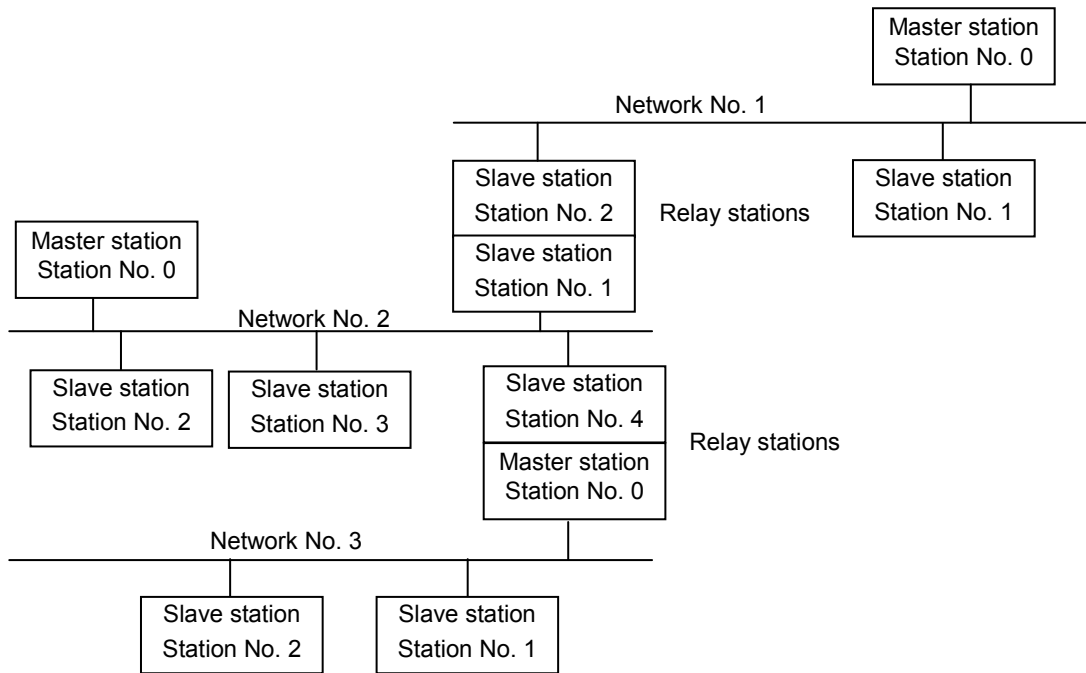 Master station
Station No. 0
Network No. 1
Slave station
Station No. 2
Slave station
Station No. 1
Relay stations
Slave station
Station No. 1
Master station
Station No. 0
Network No. 2
Slave station
Station No. 2
Slave station
Station No. 3
Slave station
Station No. 4
Master station
Station No. 0
Relay stations
Network No. 3
Slave station
Station No. 2
Slave station
Station No. 1